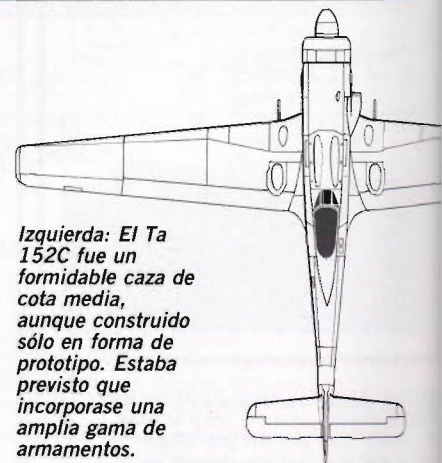 Izquierda: El Ta
152C fue un
formidable caza de
cota media,
aunque construido
sólo en forma de
prototipo. Estaba
previsto que
incorporase una
amplia gama de
armamentos.